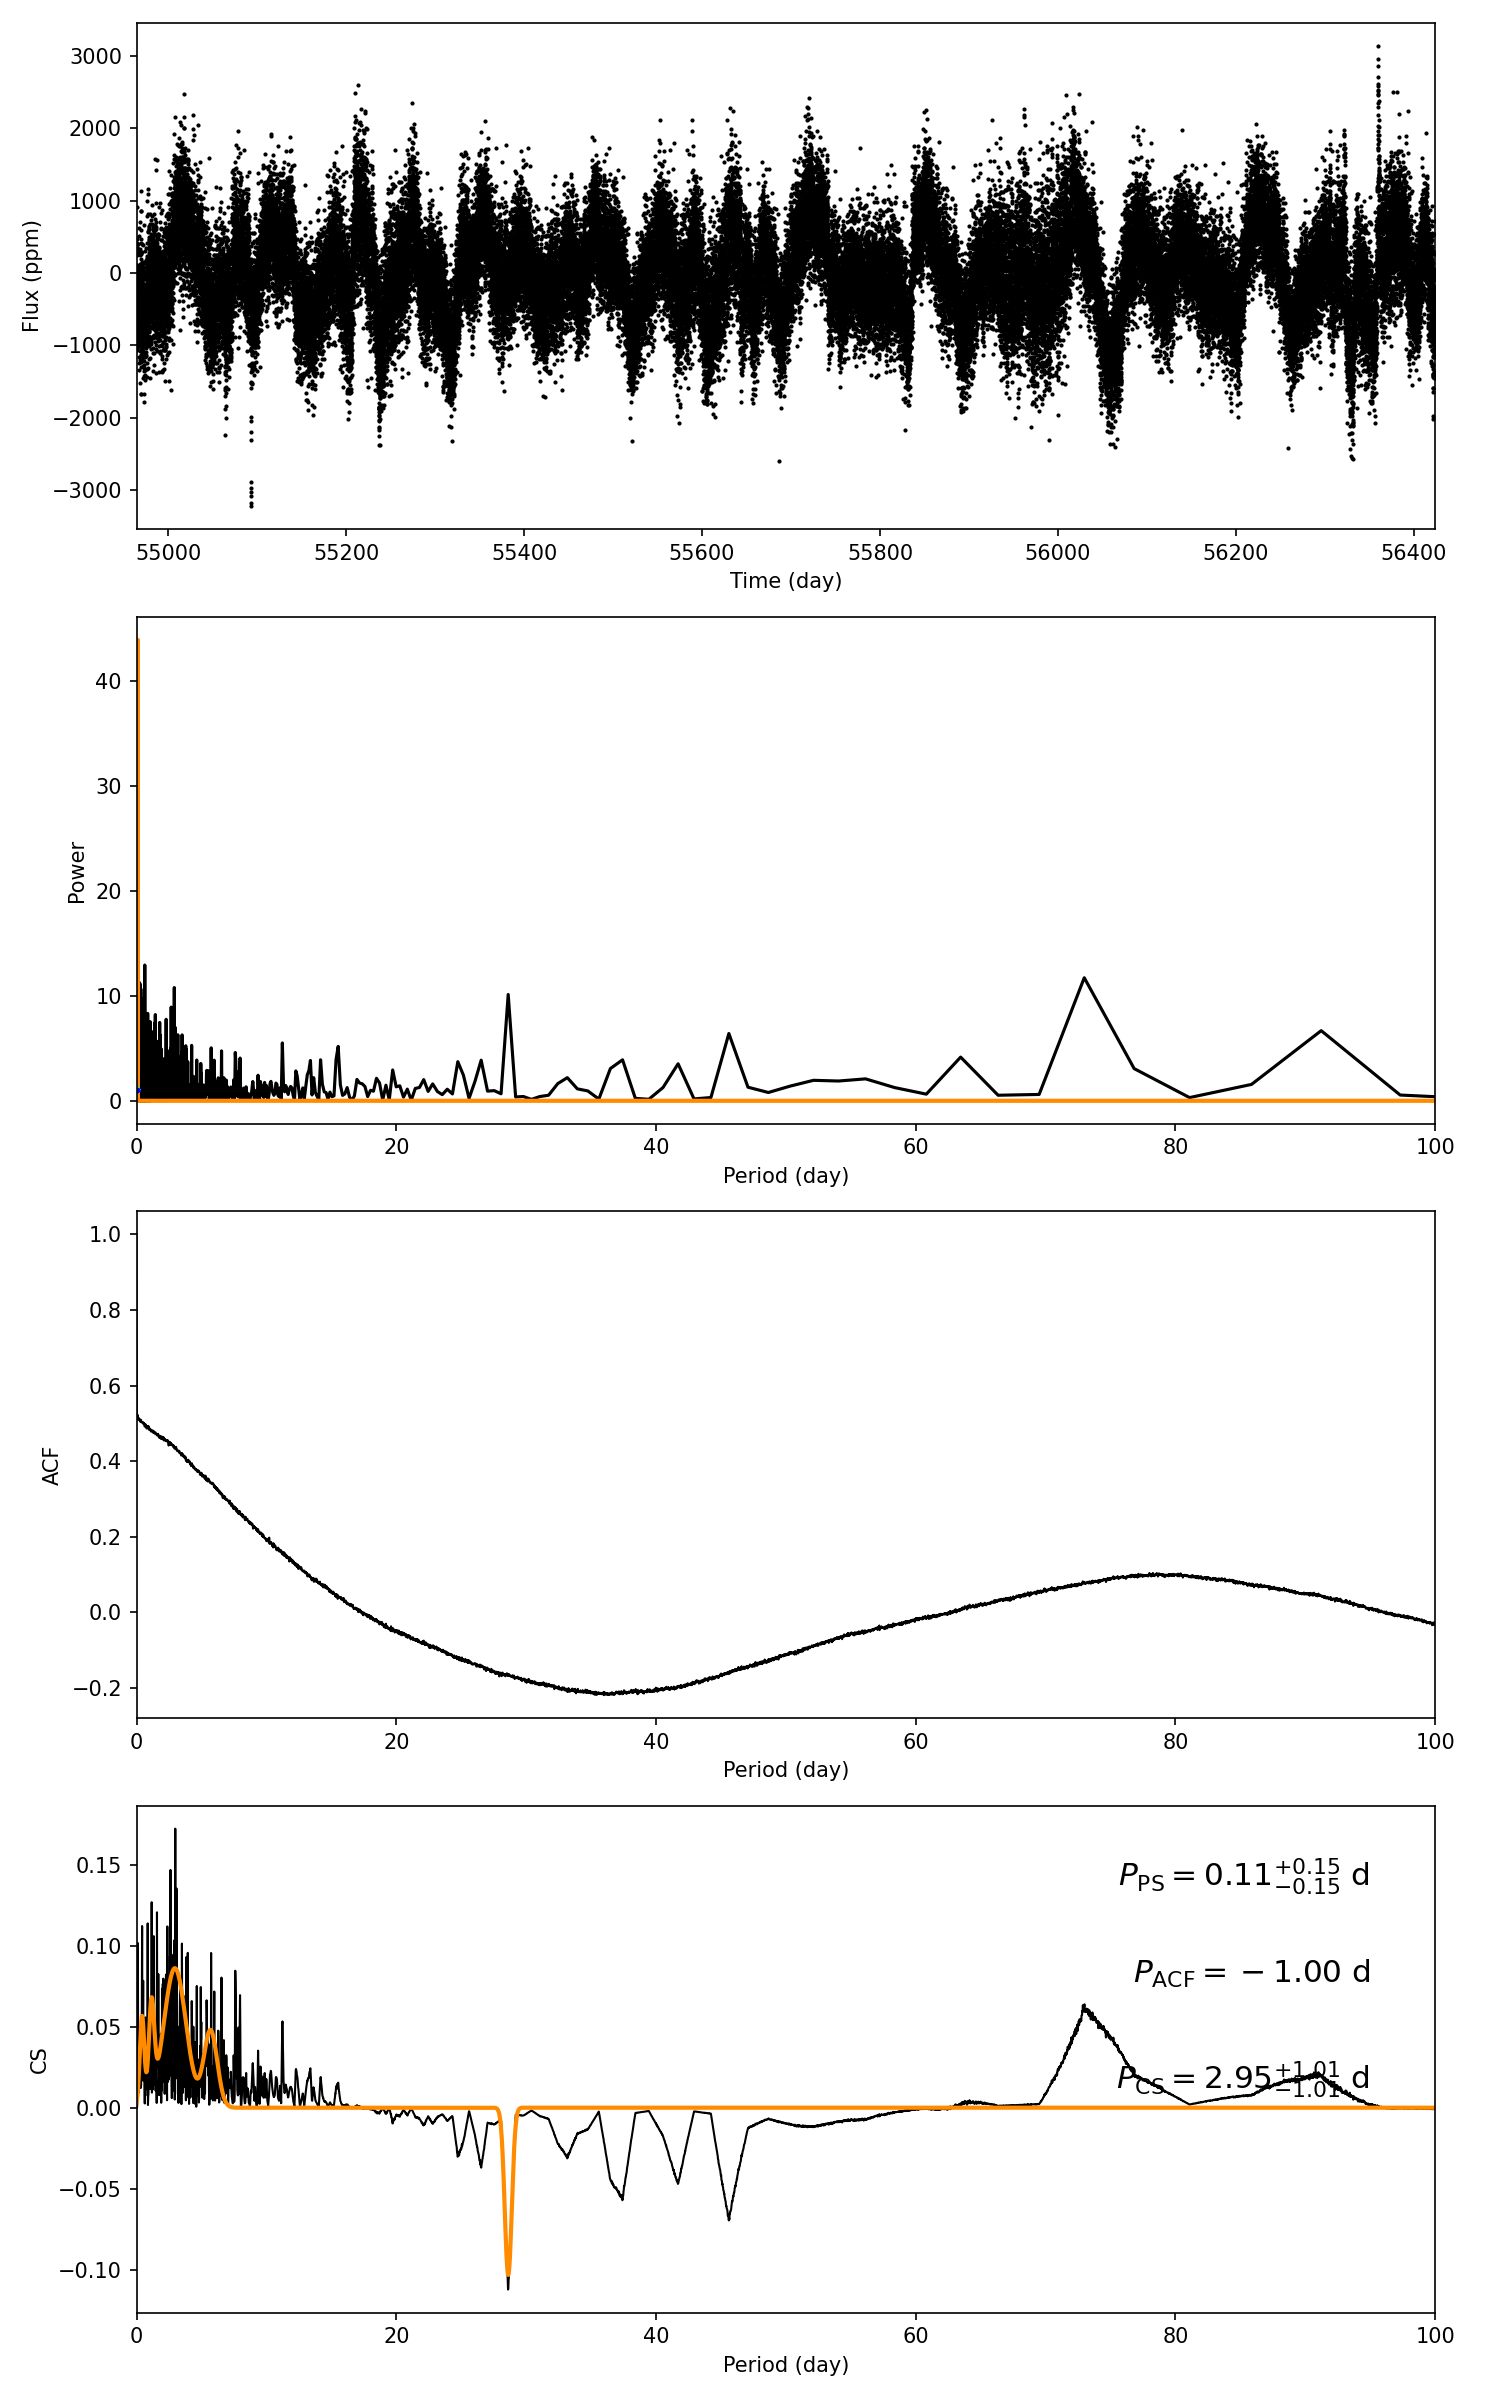 3000
2000
1000
0
−1000
−2000
−3000
Flux (ppm)
55000 55200 55400 55600 55800 56000 56200 56400
Time (day)
40
30
20
10
0
Power
0 20 40 60 80 100
Period (day)
1.0
0.8
0.6
0.4
0.2
0.0
−0.2
ACF
0 20 40 60 80 100
Period (day)
0.15
0.10
0.05
0.00
−0.05
−0.10
CS
P_PS = 0.11 +0.15 −0.15 d
P_ACF = −1.00 d
P_CS = 2.95 +1.01 −1.01 d
0 20 40 60 80 100
Period (day)